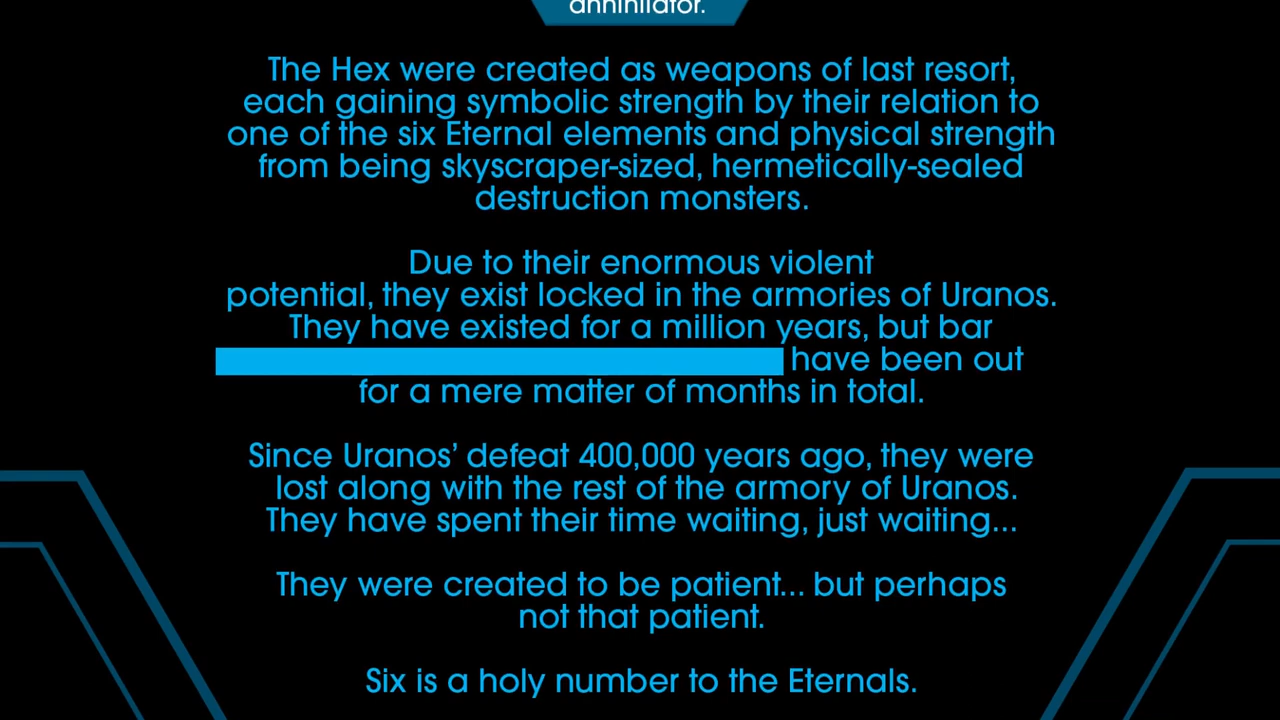 annihilator.
The Hex were created as weapons of last resort,
each gaining symbolic strength by their relation to
one of the six Eternal elements and physical strength
from being skyscraper-sized, hermetically-sealed
destruction monsters.
Due to their enormous violent
potential, they exist locked in the armories of Uranos.
They have existed for a million years, but bar
have been out
for a mere matter of months in total.
Since Uranos’ defeat 400,000 years ago, they were
lost along with the rest of the armory of Uranos.
They have spent their time waiting, just waiting...
They were created to be patient... but perhaps
not that patient.
Six is a holy number to the Eternals.